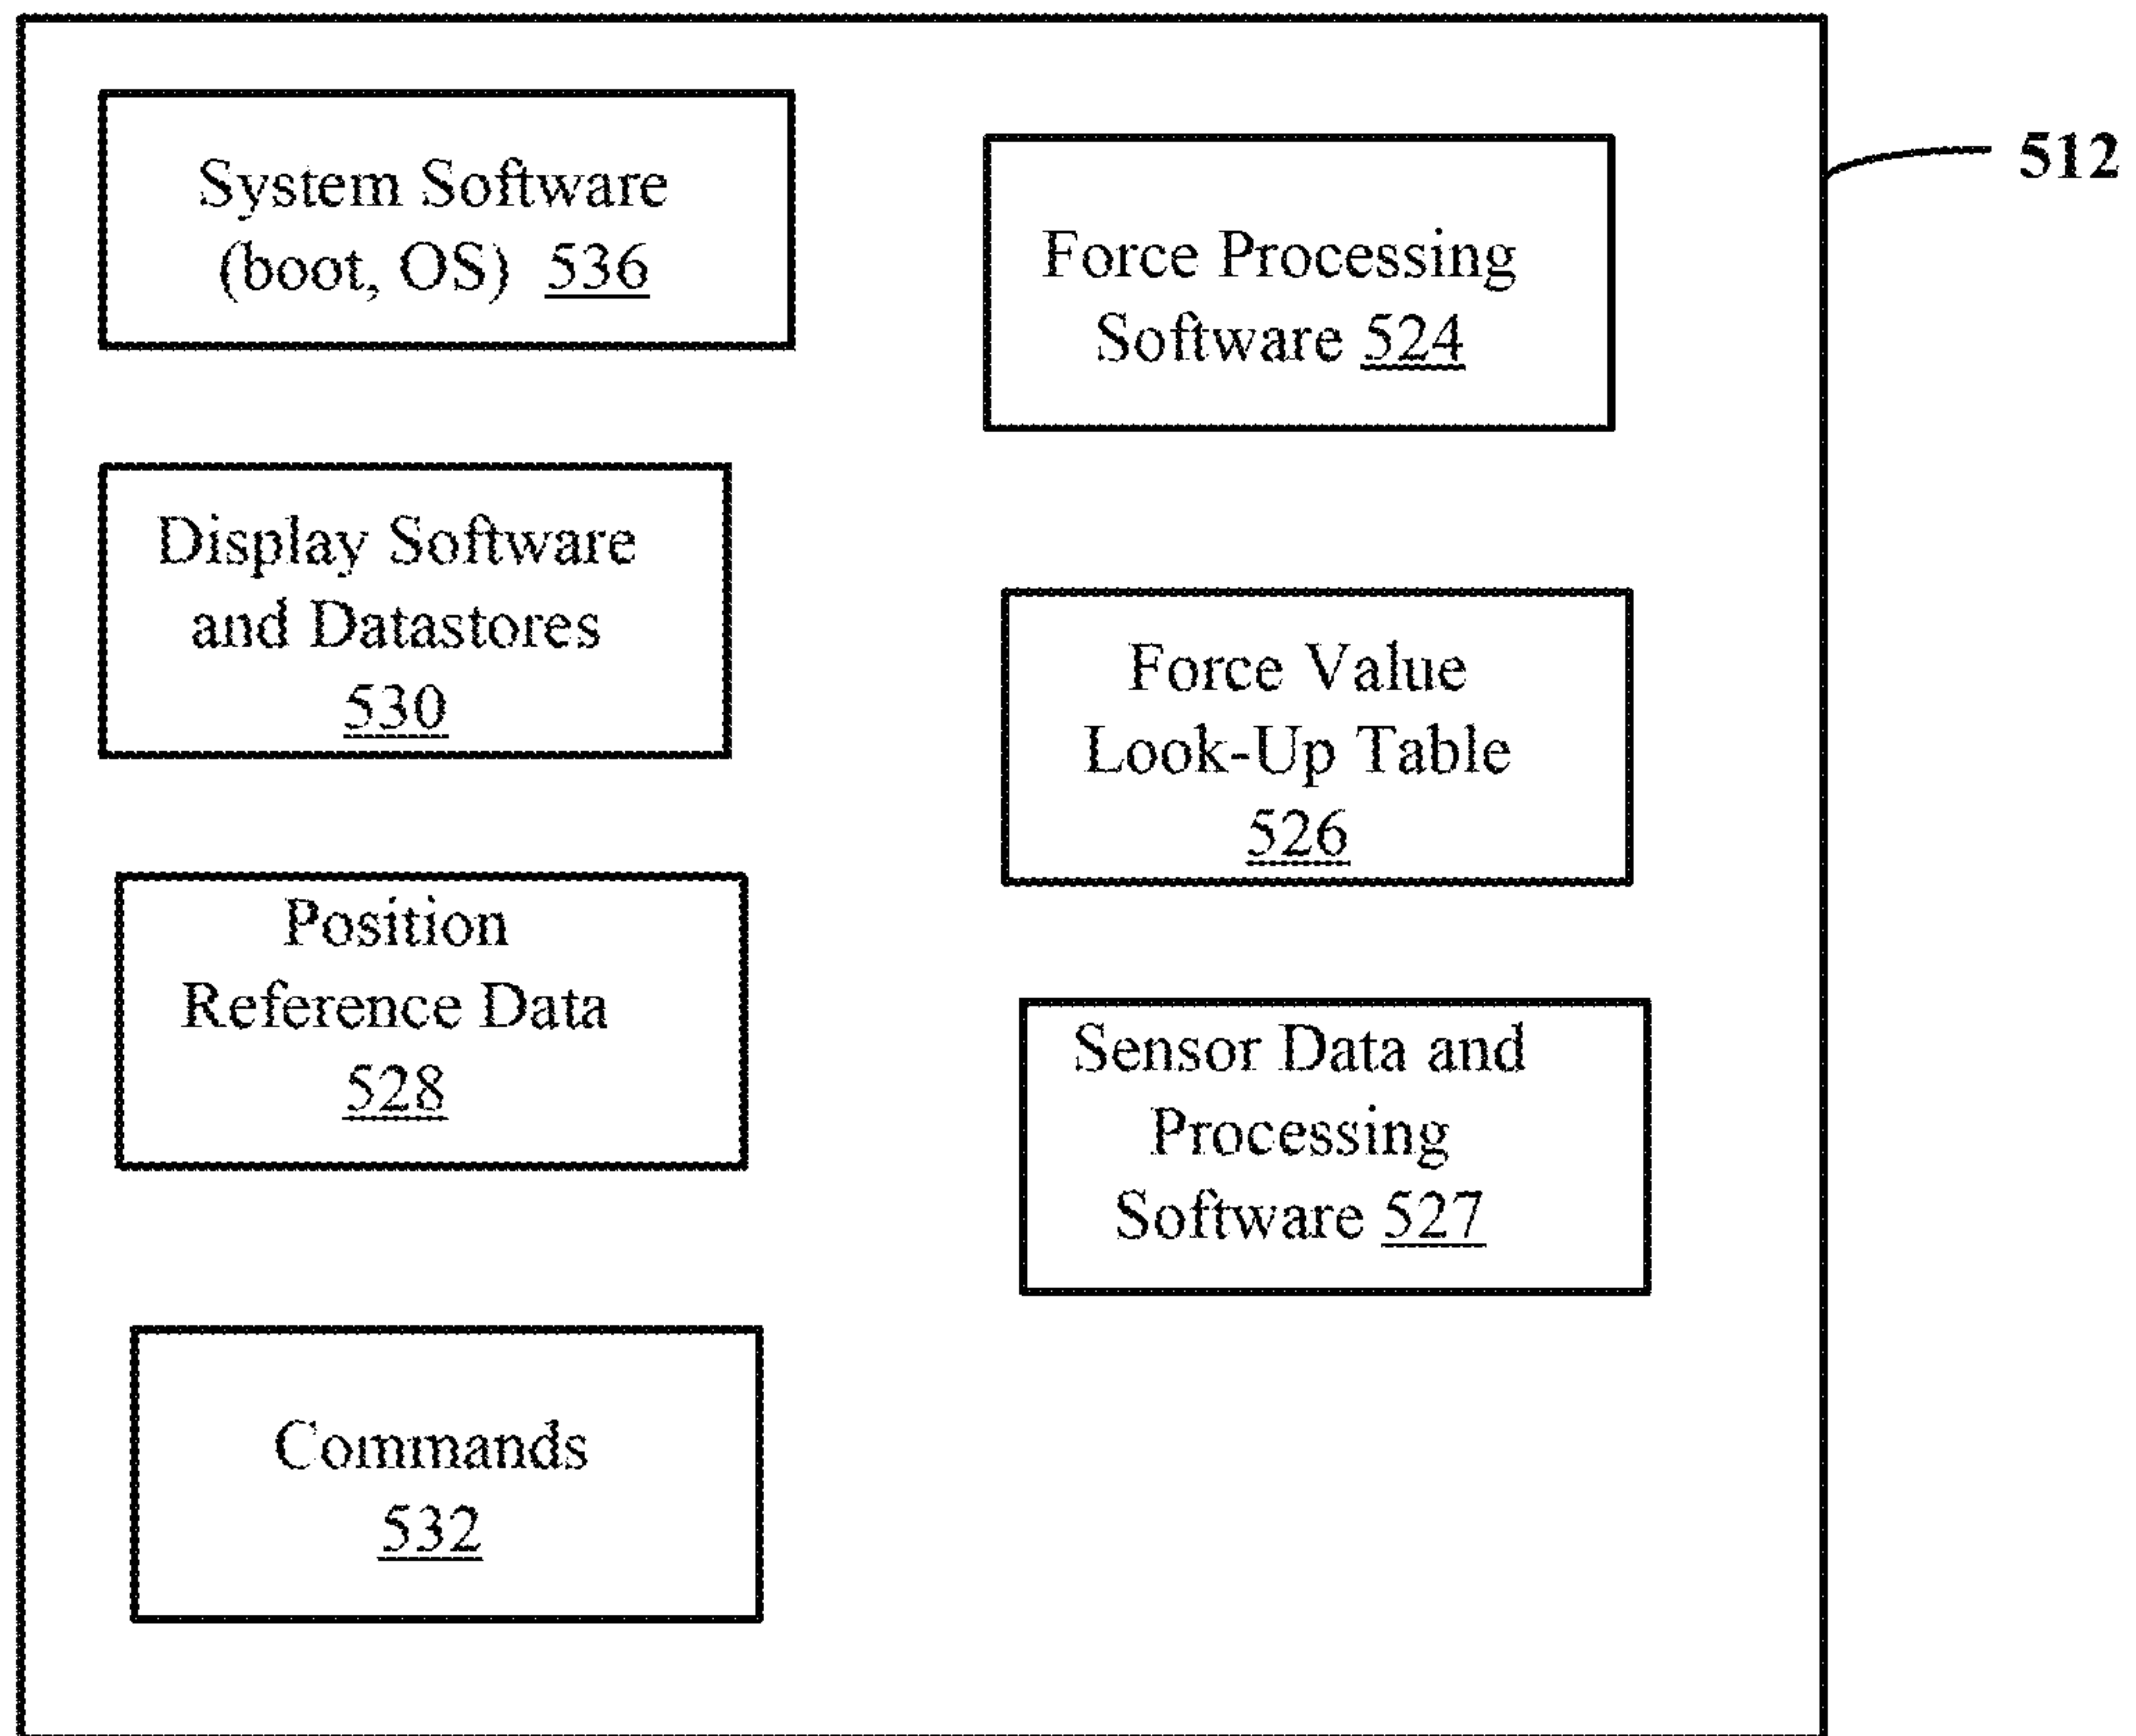 System Software
(boot, OS) 536
Display Software
and Datastores
530
Position
Reference Data
528
Commands
532
Force Processing
Software 524
Force Value
Look-Up Table
526
Sensor Data and
Processing
Software 527
512